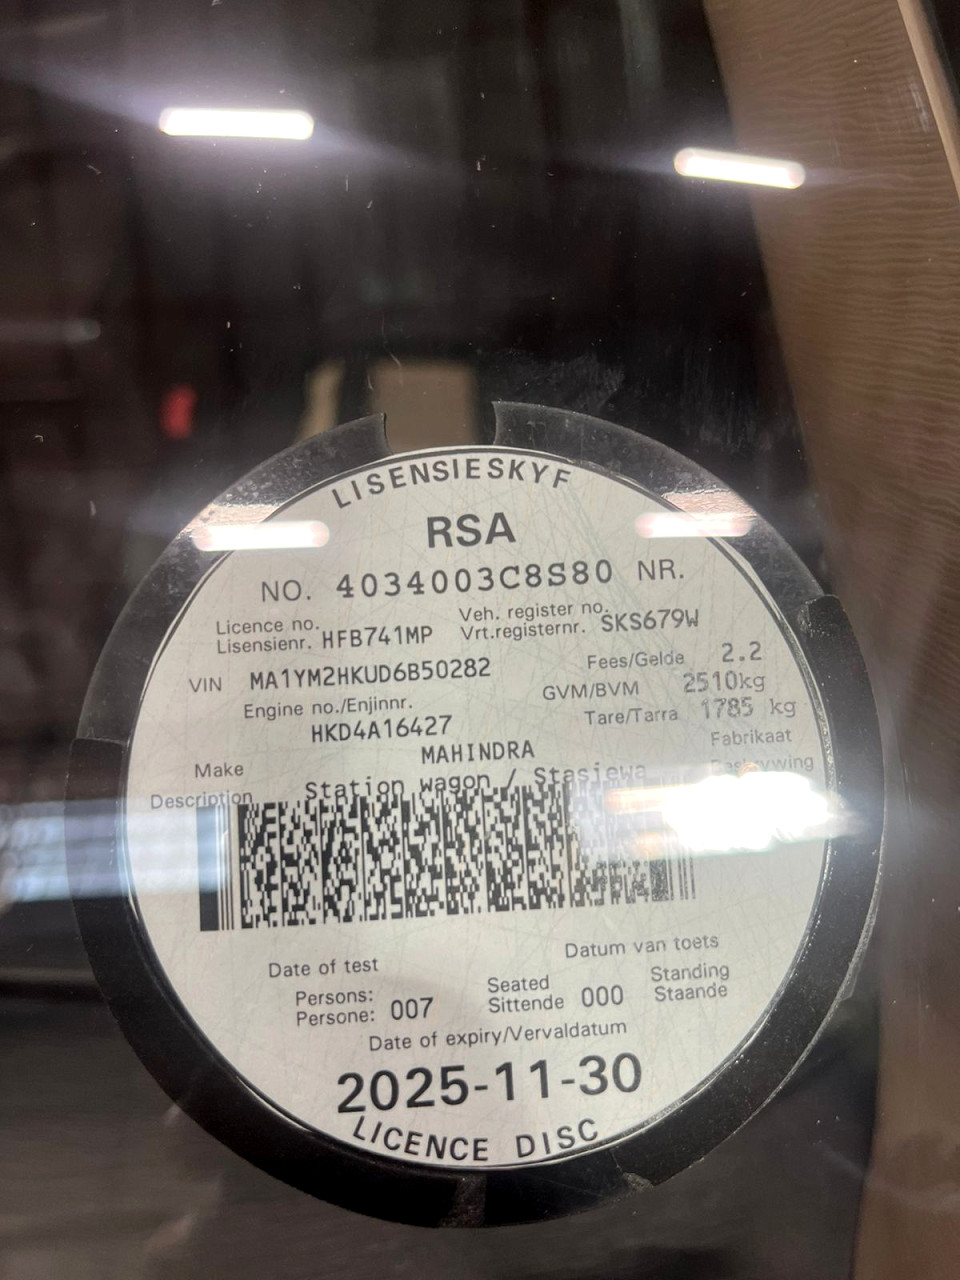 LISENSIESKYF
RSA
NO. 4034003C8S80 NR.
Licence no. Veh. register no.
Lisensienr. HFB741MP Vrt.registernr. SKS679W
VIN MA1YM2HKUD6B50282 Fees/Gelde 2.2
Engine no./Enjinnr. GVM/BVM 2510kg
HKD4A16427 Tare/Tarra 1785 kg
Make MAHINDRA Fabrikaat
Description Station wagon / Stasiewa
Date of test Datum van toets
Persons: Seated Standing
Persone: 007 Sittende 000 Staande
Date of expiry/Vervaldatum
2025-11-30
LICENCE DISC